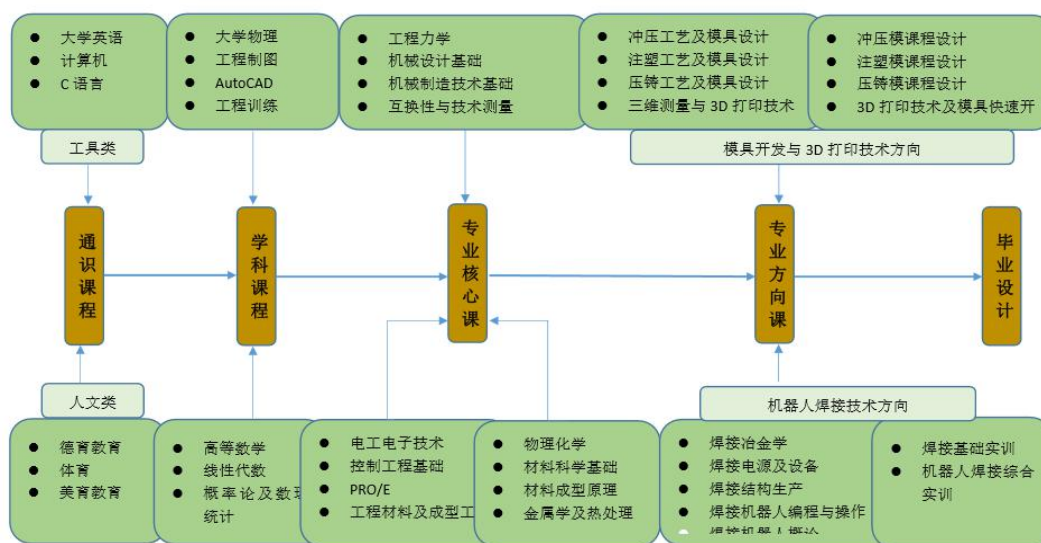 大学英语
计算机
C 语言
工具类
大学物理
工程制图
AutoCAD
工程训练
工程力学
机械设计基础
机械制造技术基础
互换性与技术测量
冲压工艺及模具设计
注塑工艺及模具设计
压铸工艺及模具设计
三维测量与 3D 打印技术
冲压模课程设计
注塑模课程设计
压铸模课程设计
3D 打印技术及模具快速开
模具开发与 3D 打印技术方向
通识课程
学科课程
专业核心课
专业方向课
毕业设计
人文类
德育教育
体育
美育教育
高等数学
线性代数
概率论及数理
统计
电工电子技术
控制工程基础
PRO/E
工程材料及成型工
物理化学
材料科学基础
材料成型原理
金属学及热处理
机器人焊接技术方向
焊接冶金学
焊接电源及设备
焊接结构生产
焊接机器人编程与操作
焊接机器人概论
焊接基础实训
机器人焊接综合
实训